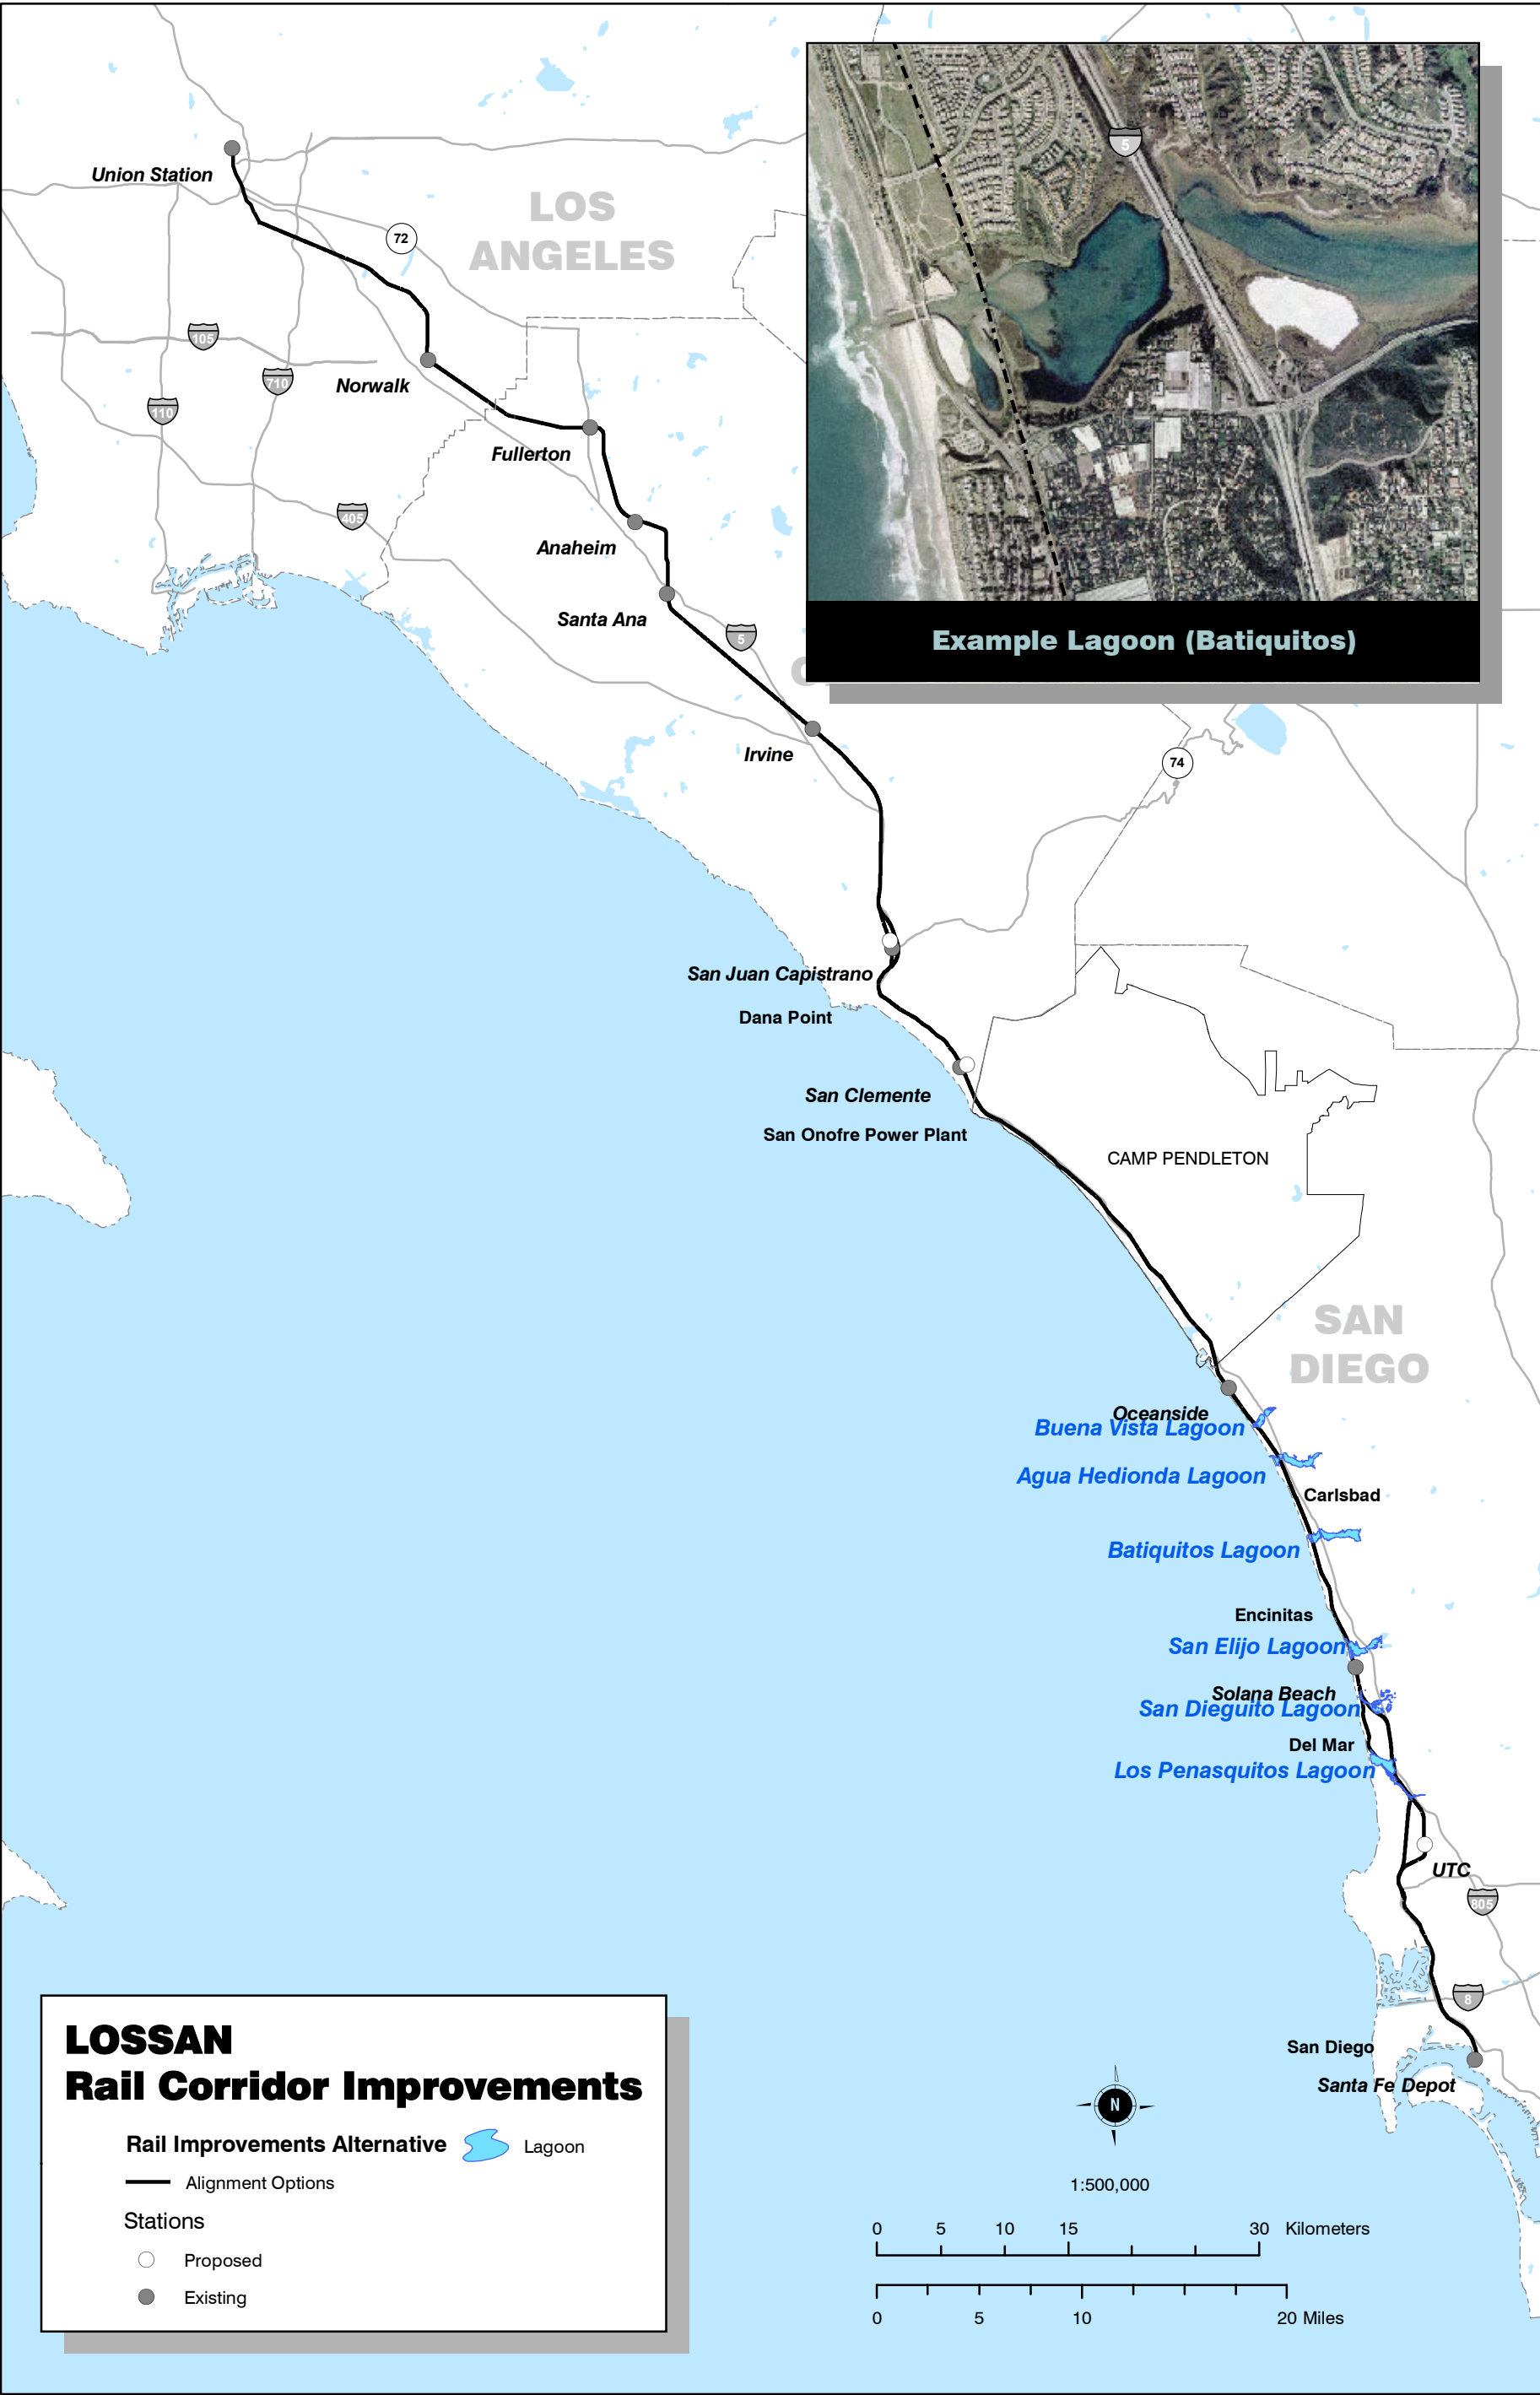 5
Example Lagoon (Batiquitos)
Union Station
LOS
ANGELES
72
105
710
110
Norwalk
Fullerton
405
Anaheim
Santa Ana
5
Irvine
74
San Juan Capistrano
Dana Point
San Clemente
San Onofre Power Plant
CAMP PENDLETON
SAN
DIEGO
Oceanside
Buena Vista Lagoon
Agua Hedionda Lagoon
Carlsbad
Batiquitos Lagoon
Encinitas
San Elijo Lagoon
Solana Beach
San Dieguito Lagoon
Del Mar
Los Penasquitos Lagoon
UTC
805
8
San Diego
Santa Fe Depot
LOSSAN
Rail Corridor Improvements
Rail Improvements Alternative
Lagoon
Alignment Options
Stations
Proposed
Existing
N
1:500,000
0 5 10 15 30 Kilometers
0 5 10 20 Miles